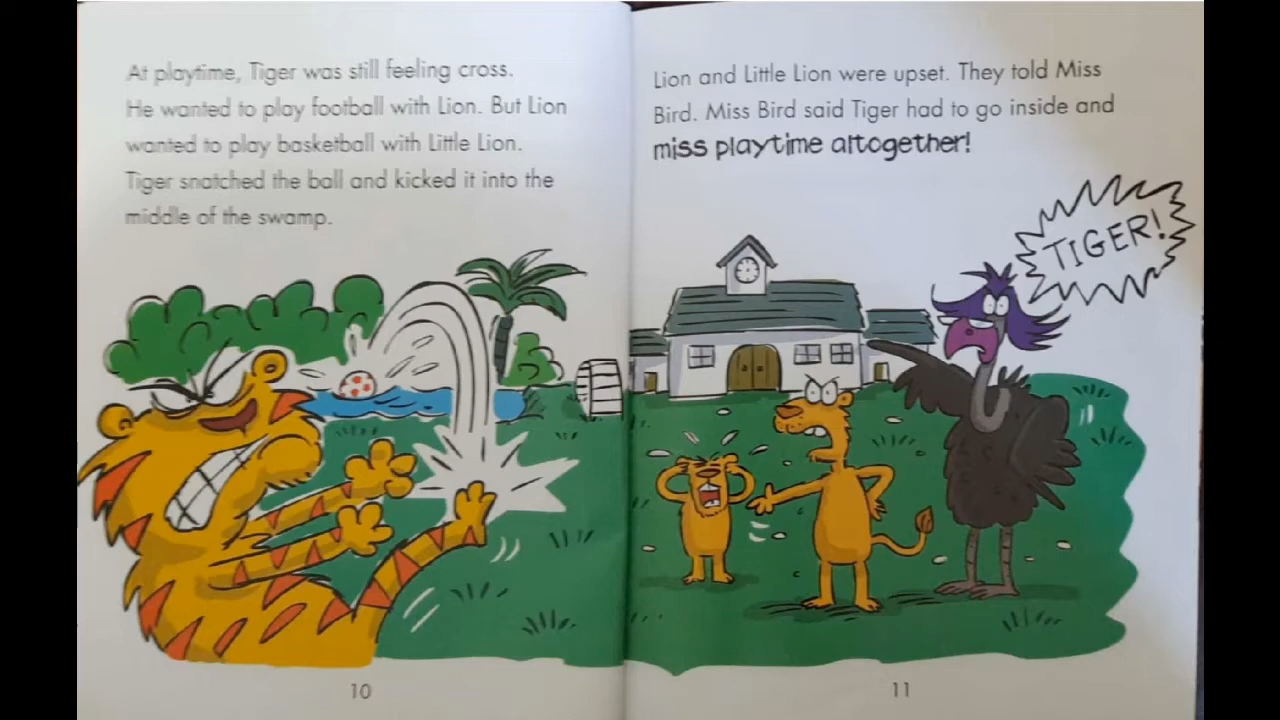 At playtime, Tiger was still feeling cross.
He wanted to play football with Lion. But Lion
wanted to play basketball with Little Lion.
Tiger snatched the ball and kicked it into the
middle of the swamp.
10
Lion and Little Lion were upset. They told Miss
Bird. Miss Bird said Tiger had to go inside and
miss playtime altogether!
TIGER!
11